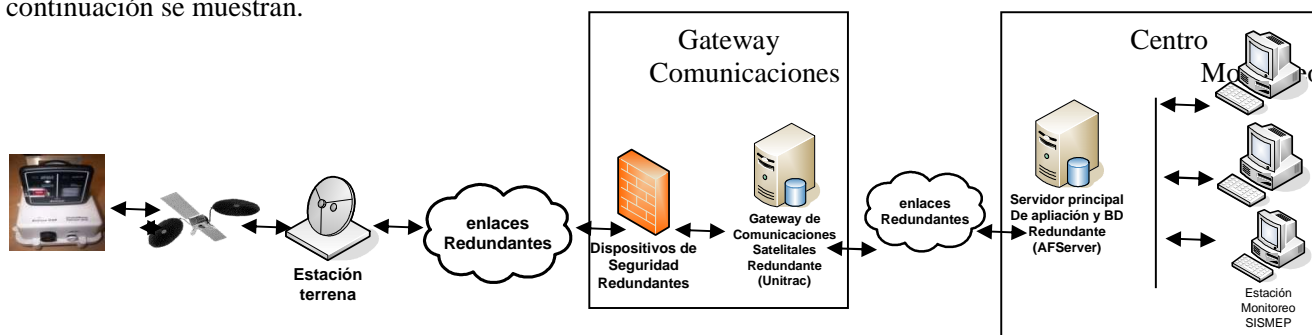 continuación se muestran.
Gateway
Comunicaciones
Centro
enlaces
Redundantes
Estación
terrena
Dispositivos de
Seguridad
Redundantes
Gateway de
Comunicaciones
Satelitales
Redundante
(Unitrac)
enlaces
Redundantes
Servidor principal
De apliación y BD
Redundante
(AFServer)
Estación
Monitoreo
SISMEP